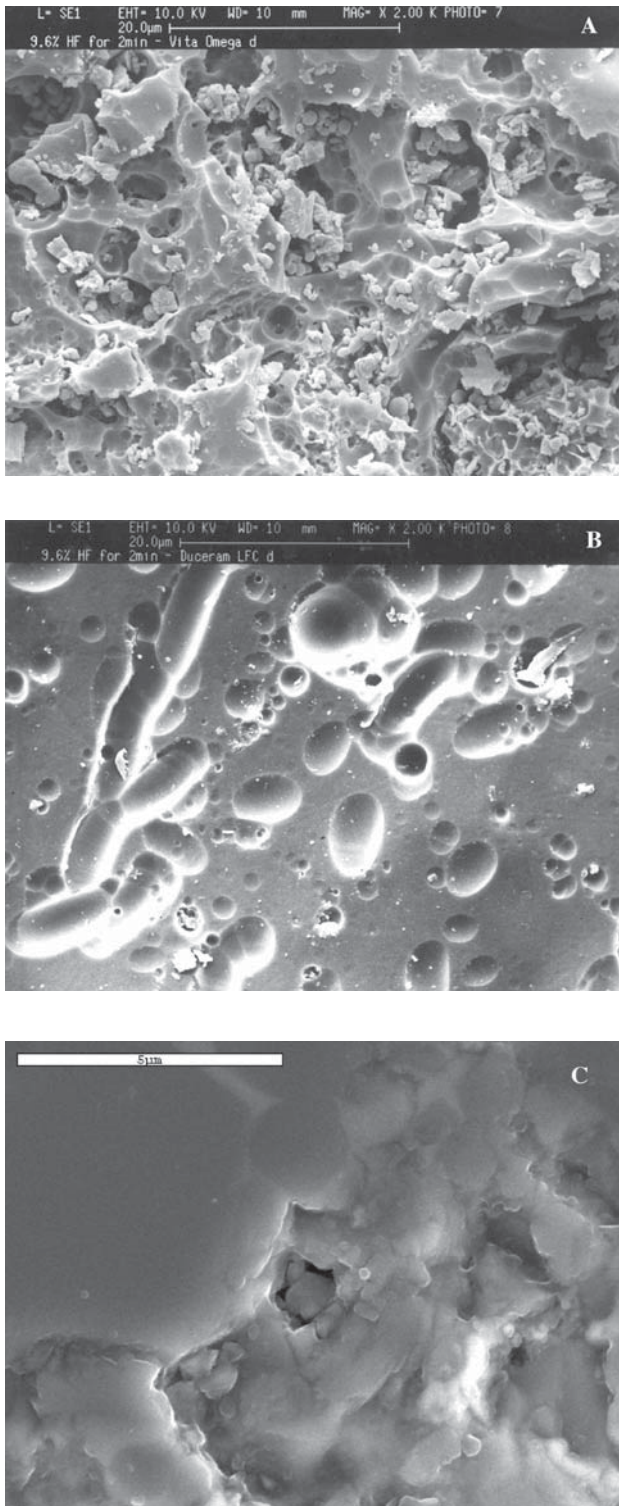 L= SE1 EHT= 10.0 KV WD= 10 mm MAG= X 2.00 K PHOTO= 7
20.0µm
9.6% HF for 2min - Vita Omega d
A
L= SE1 EHT= 10.0 KV WD= 10 mm MAG= X 2.00 K PHOTO= 8
20.0µm
9.6% HF for 2min - Duceram LFC d
B
5µm
C